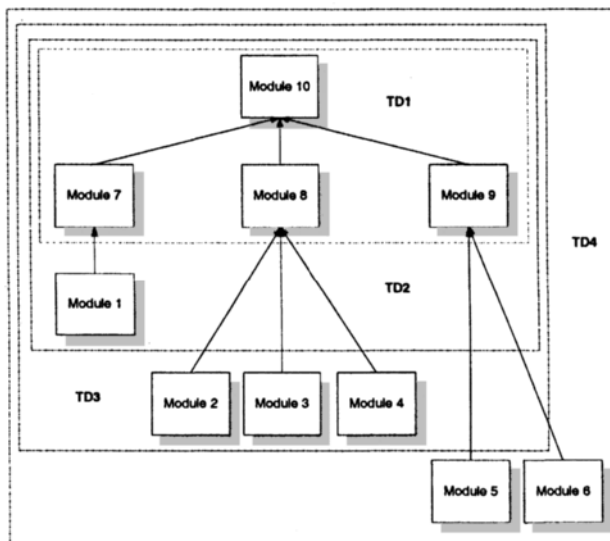 Module 10
TD1
Module 7
Module 8
Module 9
TD4
Module 1
TD2
TD3
Module 2
Module 3
Module 4
Module 5
Module 6